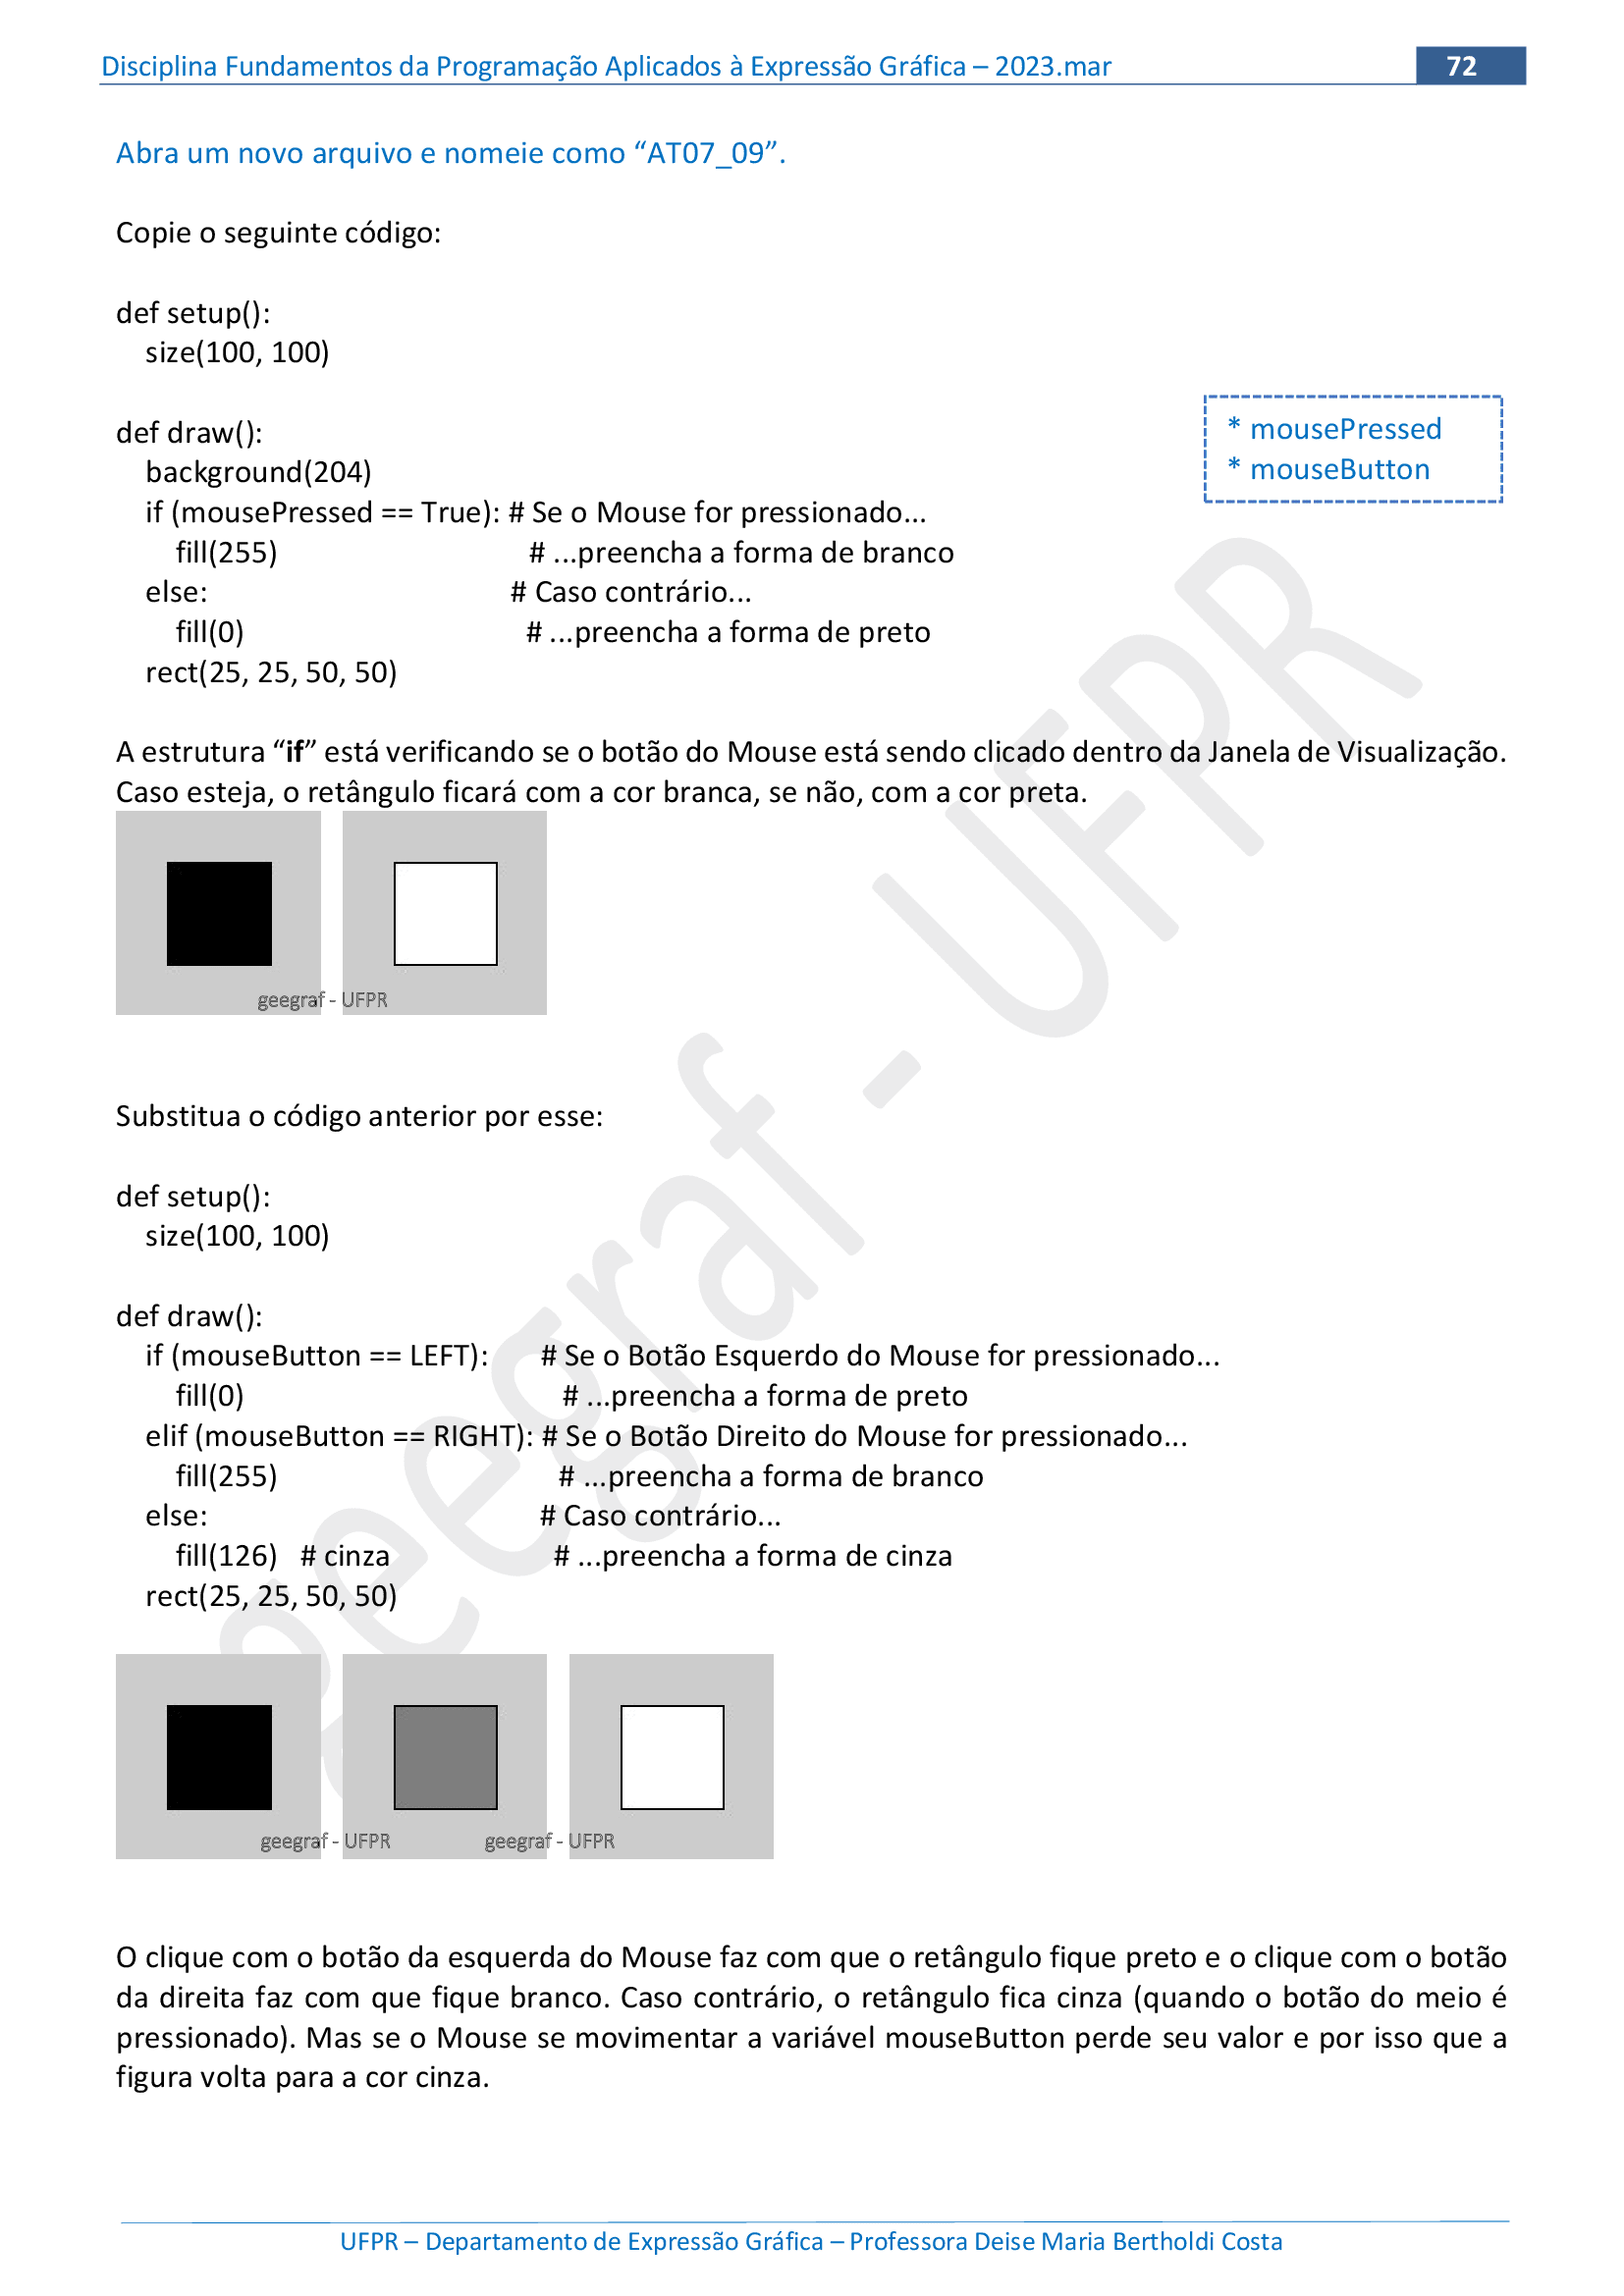 Disciplina Fundamentos da Programação Aplicados à Expressão Gráfica – 2023.mar 72
Abra um novo arquivo e nomeie como “AT07_09”.
Copie o seguinte código:
def setup():
size(100, 100)
def draw():
background(204)
if (mousePressed == True): # Se o Mouse for pressionado...
fill(255) # ...preencha a forma de branco
else: # Caso contrário...
fill(0) # ...preencha a forma de preto
rect(25, 25, 50, 50)
* mousePressed
* mouseButton
A estrutura “if” está verificando se o botão do Mouse está sendo clicado dentro da Janela de Visualização.
Caso esteja, o retângulo ficará com a cor branca, se não, com a cor preta.
geegraf - UFPR
Substitua o código anterior por esse:
def setup():
size(100, 100)
def draw():
if (mouseButton == LEFT): # Se o Botão Esquerdo do Mouse for pressionado...
fill(0) # ...preencha a forma de preto
elif (mouseButton == RIGHT): # Se o Botão Direito do Mouse for pressionado...
fill(255) # ...preencha a forma de branco
else: # Caso contrário...
fill(126) # cinza # ...preencha a forma de cinza
rect(25, 25, 50, 50)
geegraf - UFPR geegraf - UFPR
O clique com o botão da esquerda do Mouse faz com que o retângulo fique preto e o clique com o botão
da direita faz com que fique branco. Caso contrário, o retângulo fica cinza (quando o botão do meio é
pressionado). Mas se o Mouse se movimentar a variável mouseButton perde seu valor e por isso que a
figura volta para a cor cinza.
geegraf - UFPR
UFPR – Departamento de Expressão Gráfica – Professora Deise Maria Bertholdi Costa